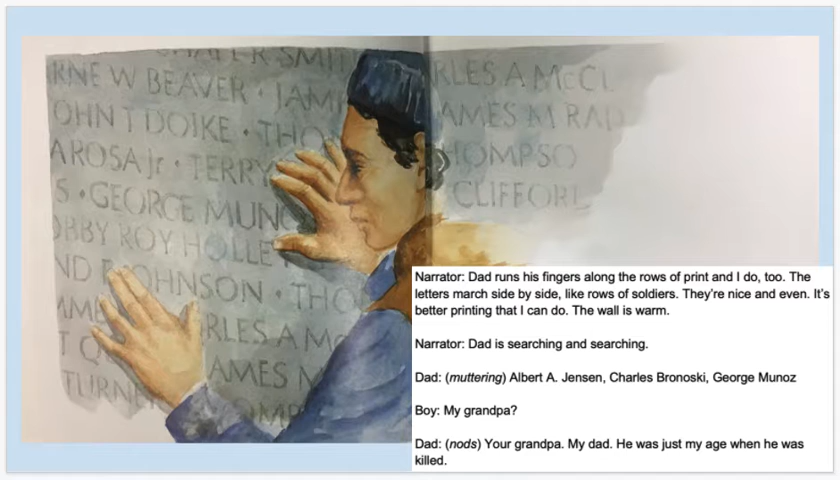 SMIT
RNE W BEAVER · JAM
OHN T DOIKE · THO
AROSA Jr · TERRY
S · GEORGE MUN
OBBY ROY HOLLE
ND R JOHNSON · THO
RLES A Mc
T Q AMES M
TURNER OMP
RLES A McCL
AMES M RAD
HOMPSO
CLIFFORD
Narrator: Dad runs his fingers along the rows of print and I do, too. The
letters march side by side, like rows of soldiers. They're nice and even. It's
better printing that I can do. The wall is warm.
Narrator: Dad is searching and searching.
Dad: (muttering) Albert A. Jensen, Charles Bronoski, George Munoz
Boy: My grandpa?
Dad: (nods) Your grandpa. My dad. He was just my age when he was
killed.